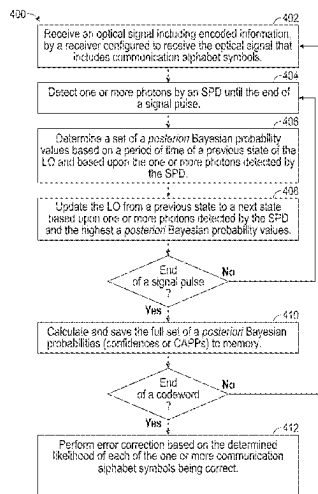 400
402
Receive an optical signal including encoded information,
by a receiver configured to receive the optical signal that
includes communication alphabet symbols.
404
Detect one or more photons by an SPD until the end of
a signal pulse.
406
Determine a set of a posteriori Bayesian probability
values based on a period of time of a previous state of the
LO and based upon the one or more photons detected by
the SPD.
408
Update the LO from a previous state to a next state
based upon one or more photons detected by the SPD
and the highest a posteriori Bayesian probability values.
End
of a signal pulse
?
No
Yes
410
Calculate and save the full set of a posteriori Bayesian
probabilities (confidences or CAPPs) to memory.
End
of a codeword
?
No
Yes
412
Perform error correction based on the determined
likelihood of each of the one or more communication
alphabet symbols being correct.